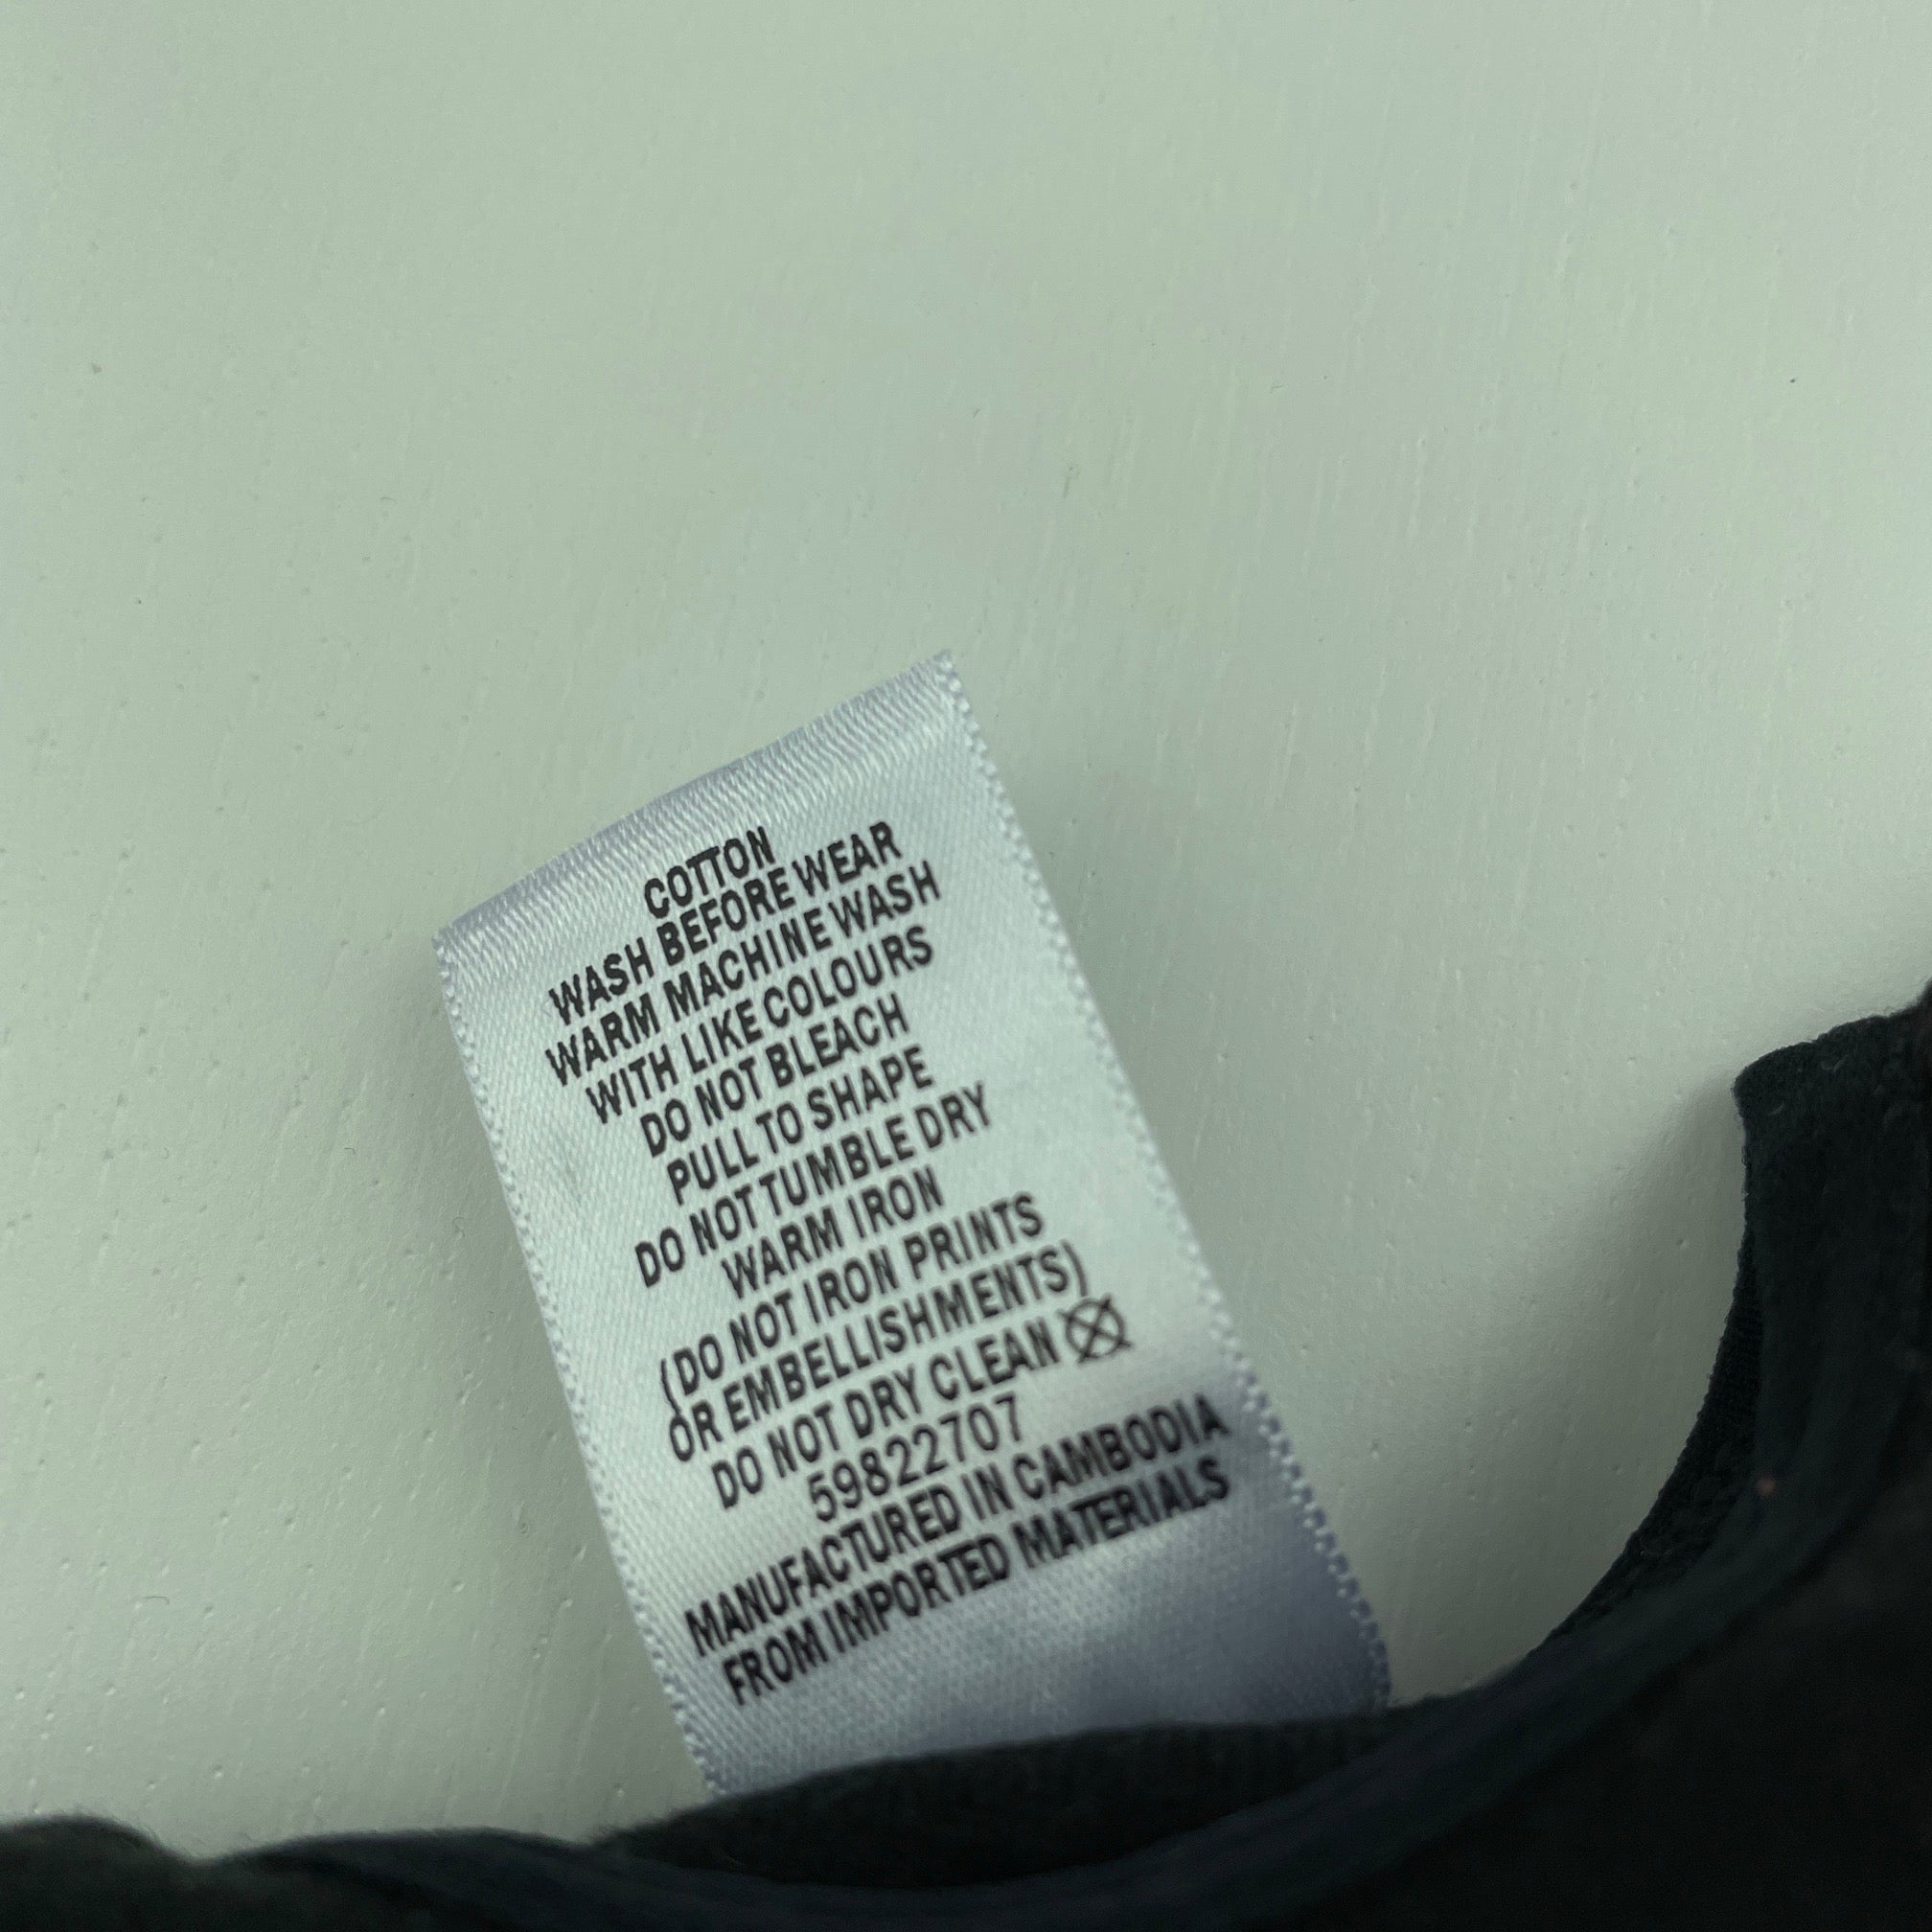 COTTON
WASH BEFORE WEAR
WARM MACHINE WASH
WITH LIKE COLOURS
DO NOT BLEACH
PULL TO SHAPE
DO NOT TUMBLE DRY
WARM IRON
(DO NOT IRON PRINTS
OR EMBELLISHMENTS)
DO NOT DRY CLEAN
59822707
MANUFACTURED IN CAMBODIA
FROM IMPORTED MATERIALS